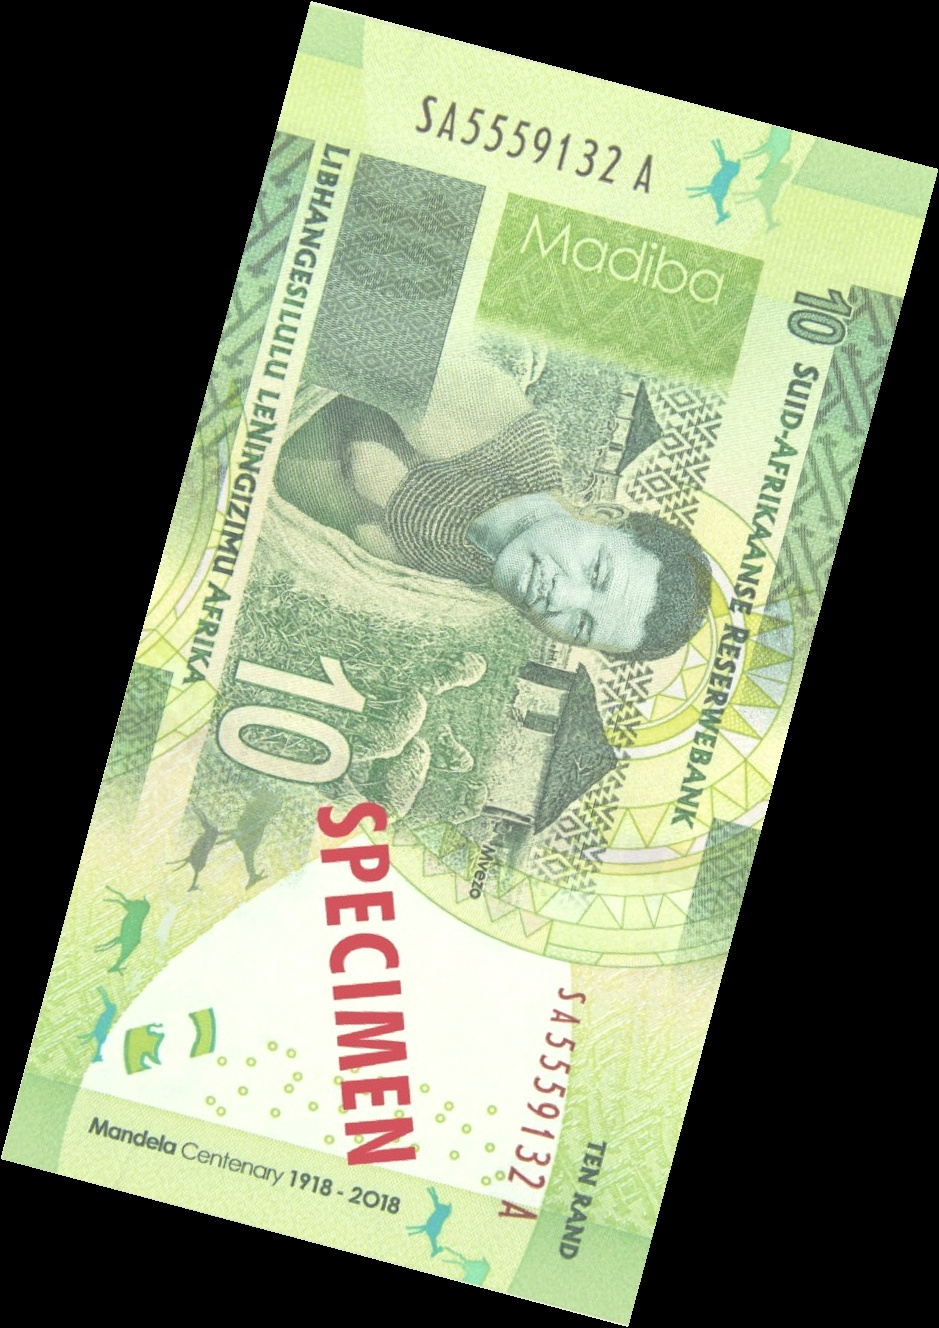 SA5559132 A
Madiba
10 SUID-AFRIKAANSE RESERWEBANK
LIBHANGESILULU LENINGIZIMU AFRIKA
10
Mvezo
SPECIMEN
SA5559132 A
TEN RAND
Mandela Centenary 1918 - 2018